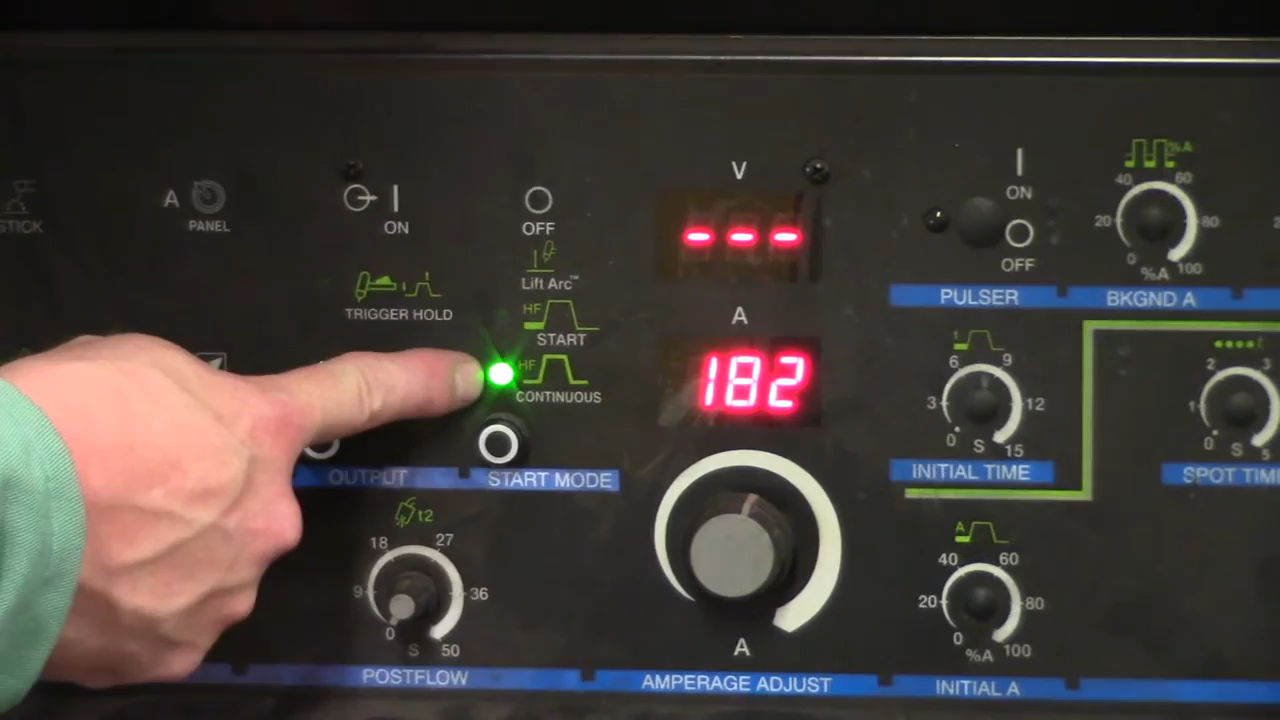 STICK
A
PANEL
ON
OFF
Lift Arc™
TRIGGER HOLD
HF
START
HF
CONTINUOUS
OUTPUT
START MODE
t2
18 27
9 36
0 S 50
POSTFLOW
V
---
A
182
A
AMPERAGE ADJUST
ON
OFF
PULSER
%A
40 60
20 80
0 %A 100
BKGND A
6 9
3 12
0 S 15
INITIAL TIME
A
40 60
20 80
0 %A 100
INITIAL A
2 3
1
0 S 5
SPOT TIM